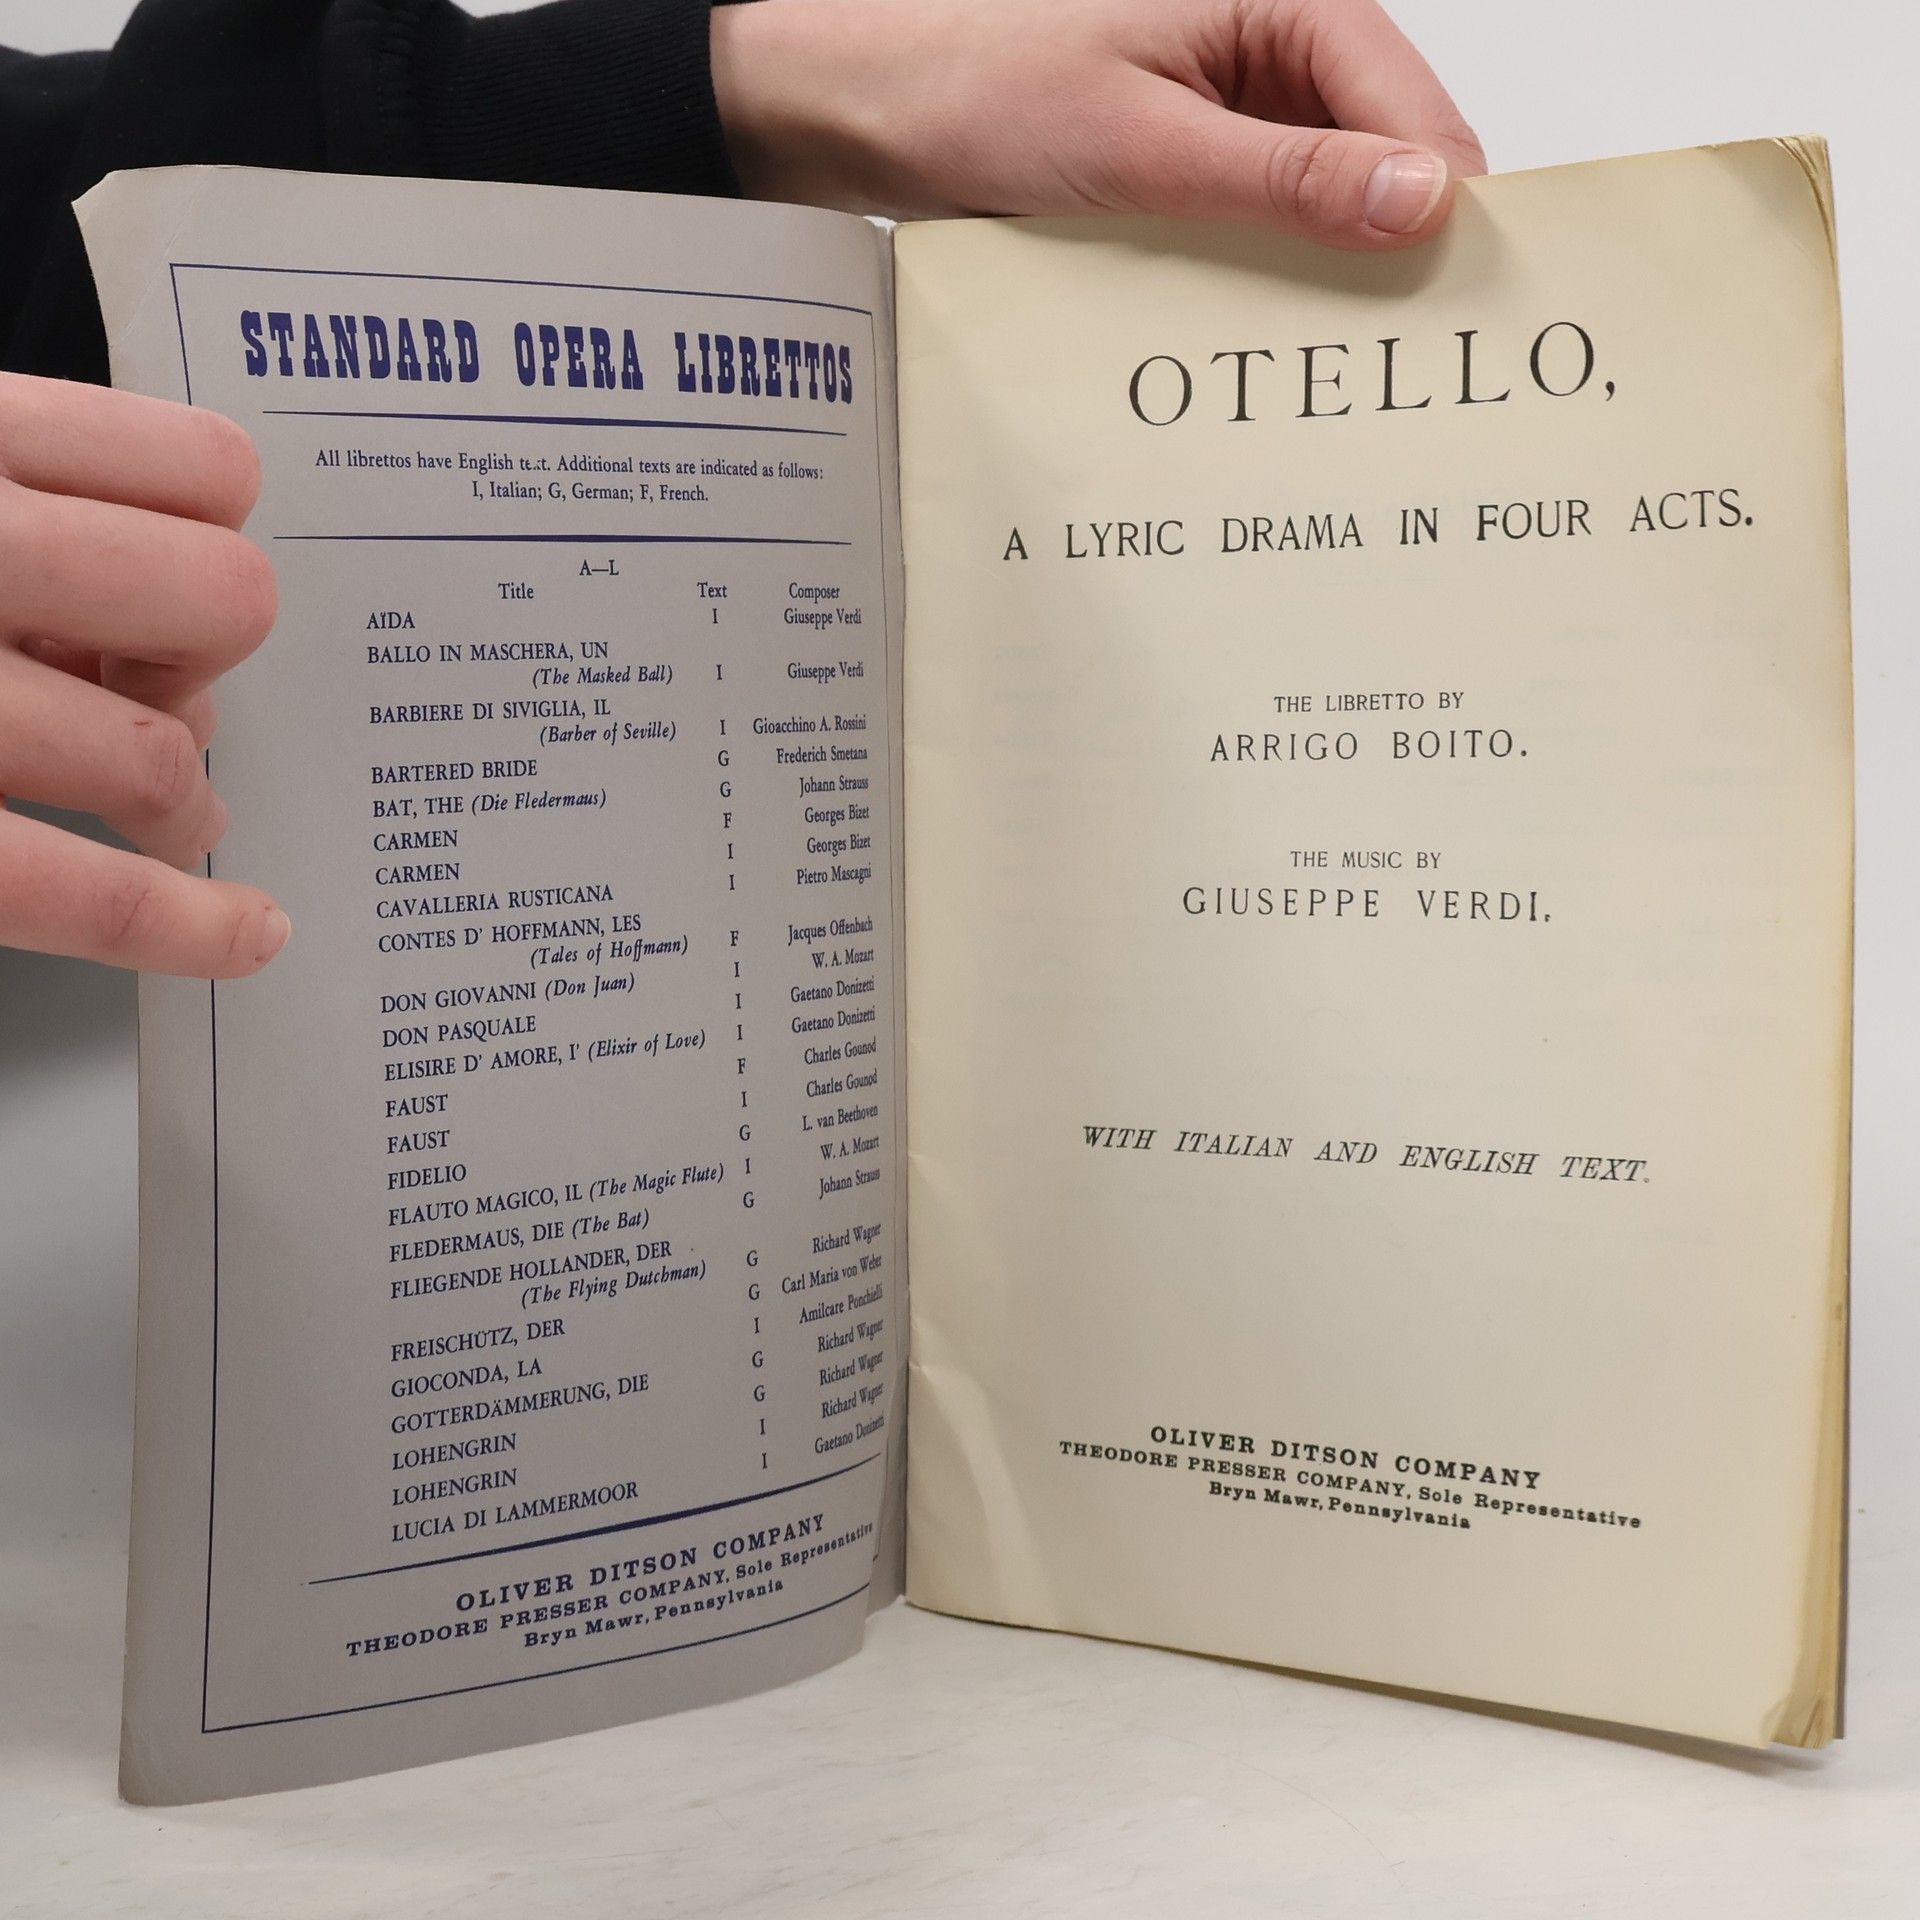 STANDARD OPERA LIBRETTOS
All librettos have English text. Additional texts are indicated as follows:
I, Italian; G, German; F, French.
A—L
Title Text Composer
AÏDA I Giuseppe Verdi
BALLO IN MASCHERA, UN
(The Masked Ball) I Giuseppe Verdi
BARBIERE DI SIVIGLIA, IL
(Barber of Seville) I Gioacchino A. Rossini
BARTERED BRIDE G Frederich Smetana
BAT, THE (Die Fledermaus) G Johann Strauss
CARMEN F Georges Bizet
CARMEN I Georges Bizet
CAVALLERIA RUSTICANA I Pietro Mascagni
CONTES D' HOFFMANN, LES
(Tales of Hoffmann) F Jacques Offenbach
DON GIOVANNI (Don Juan) I W. A. Mozart
DON PASQUALE I Gaetano Donizetti
ELISIRE D' AMORE, I' (Elixir of Love) I Gaetano Donizetti
FAUST F Charles Gounod
FAUST I Charles Gounod
FIDELIO G L. van Beethoven
FLAUTO MAGICO, IL (The Magic Flute) I W. A. Mozart
FLEDERMAUS, DIE (The Bat) G Johann Strauss
FLIEGENDE HOLLANDER, DER
(The Flying Dutchman) G Richard Wagner
FREISCHÜTZ, DER G Carl Maria von Weber
GIOCONDA, LA I Amilcare Ponchielli
GOTTERDÄMMERUNG, DIE G Richard Wagner
LOHENGRIN G Richard Wagner
LOHENGRIN I Richard Wagner
LUCIA DI LAMMERMOOR I Gaetano Donizetti
OLIVER DITSON COMPANY
THEODORE PRESSER COMPANY, Sole Representative
Bryn Mawr, Pennsylvania
OTELLO,
A LYRIC DRAMA IN FOUR ACTS.
THE LIBRETTO BY
ARRIGO BOITO.
THE MUSIC BY
GIUSEPPE VERDI.
WITH ITALIAN AND ENGLISH TEXT.
OLIVER DITSON COMPANY
THEODORE PRESSER COMPANY, Sole Representative
Bryn Mawr, Pennsylvania